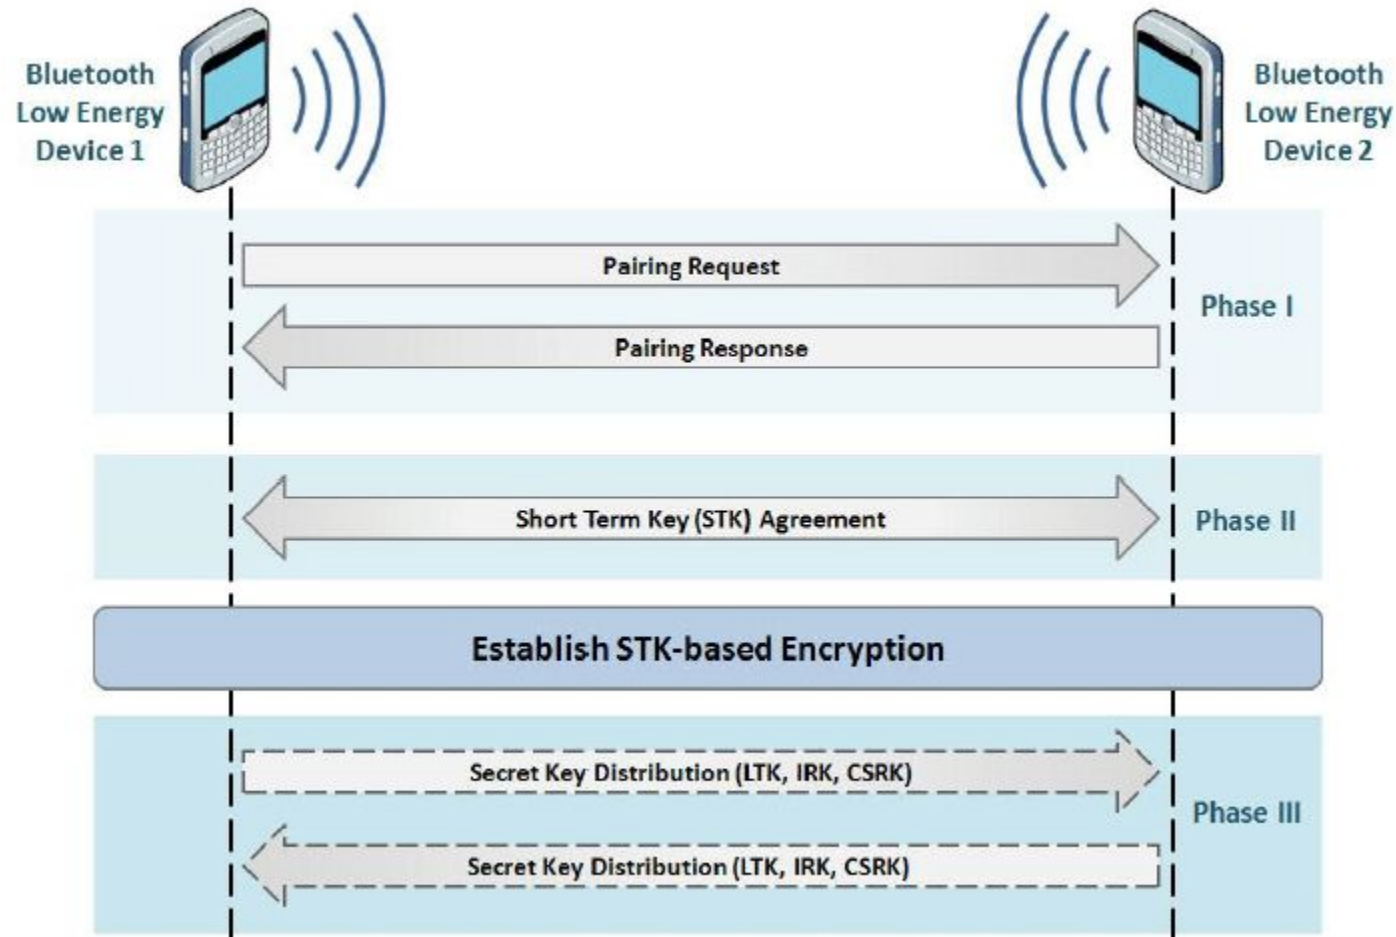 Bluetooth
Low Energy
Device 1
Bluetooth
Low Energy
Device 2
Pairing Request
Phase I
Pairing Response
Short Term Key (STK) Agreement
Phase II
Establish STK-based Encryption
Secret Key Distribution (LTK, IRK, CSRK)
Phase III
Secret Key Distribution (LTK, IRK, CSRK)